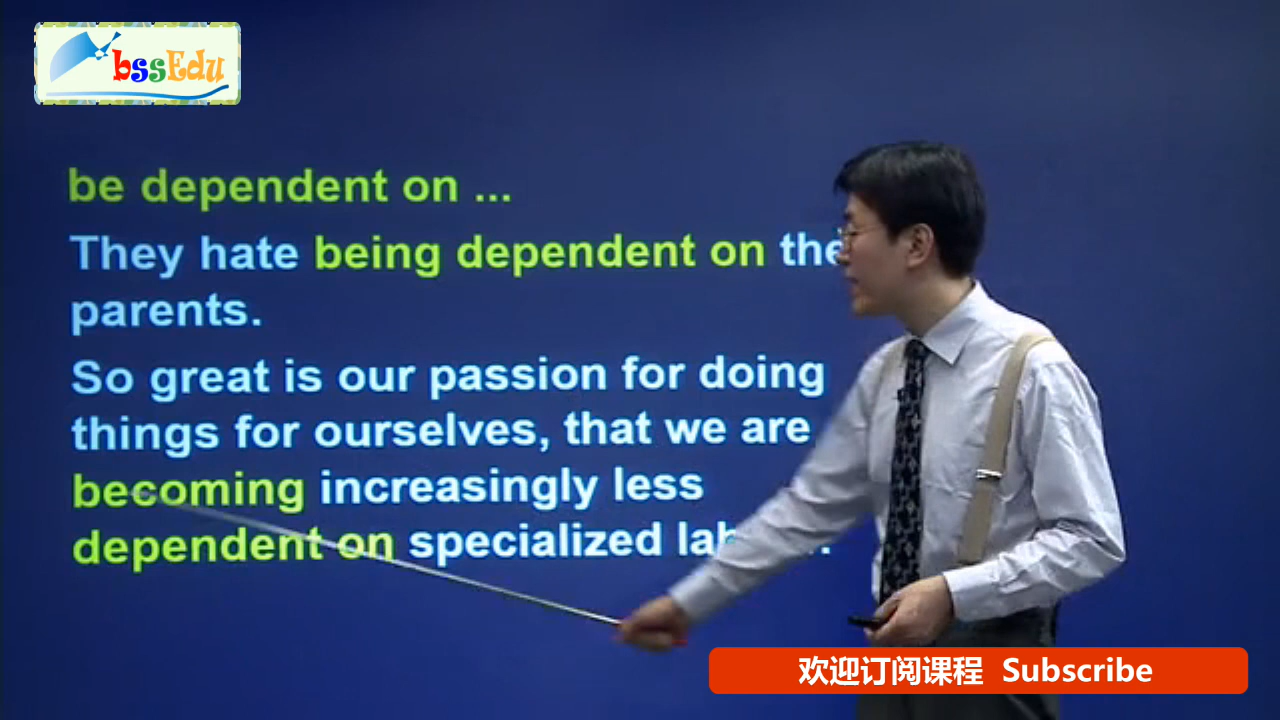 bssEdu
be dependent on ...
They hate being dependent on
parents.
So great is our passion for doing
things for ourselves, that we are
becoming increasingly less
dependent on specialized
欢迎订阅课程 Subscribe